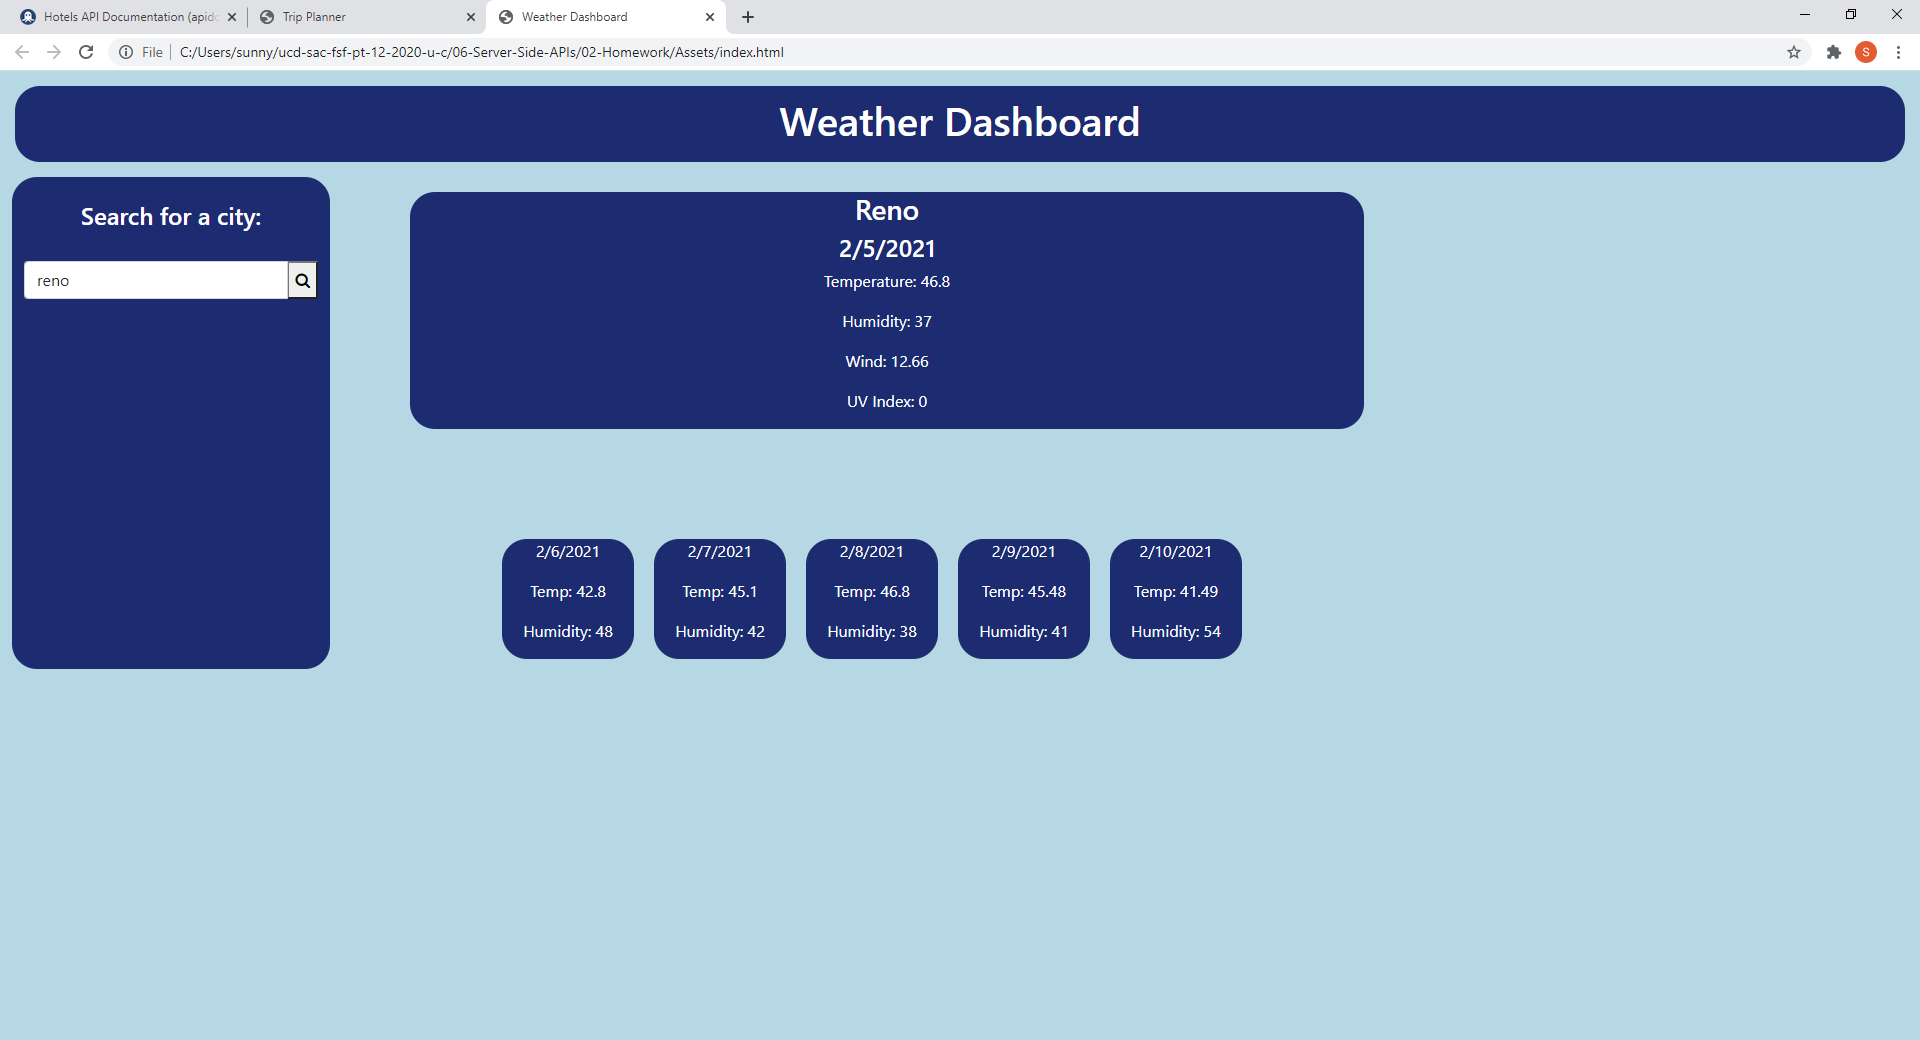 Hotels API Documentation (apido
Trip Planner
Weather Dashboard
File
C:/Users/sunny/ucd-sac-fsf-pt-12-2020-u-c/06-Server-Side-APIs/02-Homework/Assets/index.html
S
Weather Dashboard
Search for a city:
reno
Reno
2/5/2021
Temperature: 46.8
Humidity: 37
Wind: 12.66
UV Index: 0
2/6/2021
Temp: 42.8
Humidity: 48
2/7/2021
Temp: 45.1
Humidity: 42
2/8/2021
Temp: 46.8
Humidity: 38
2/9/2021
Temp: 45.48
Humidity: 41
2/10/2021
Temp: 41.49
Humidity: 54